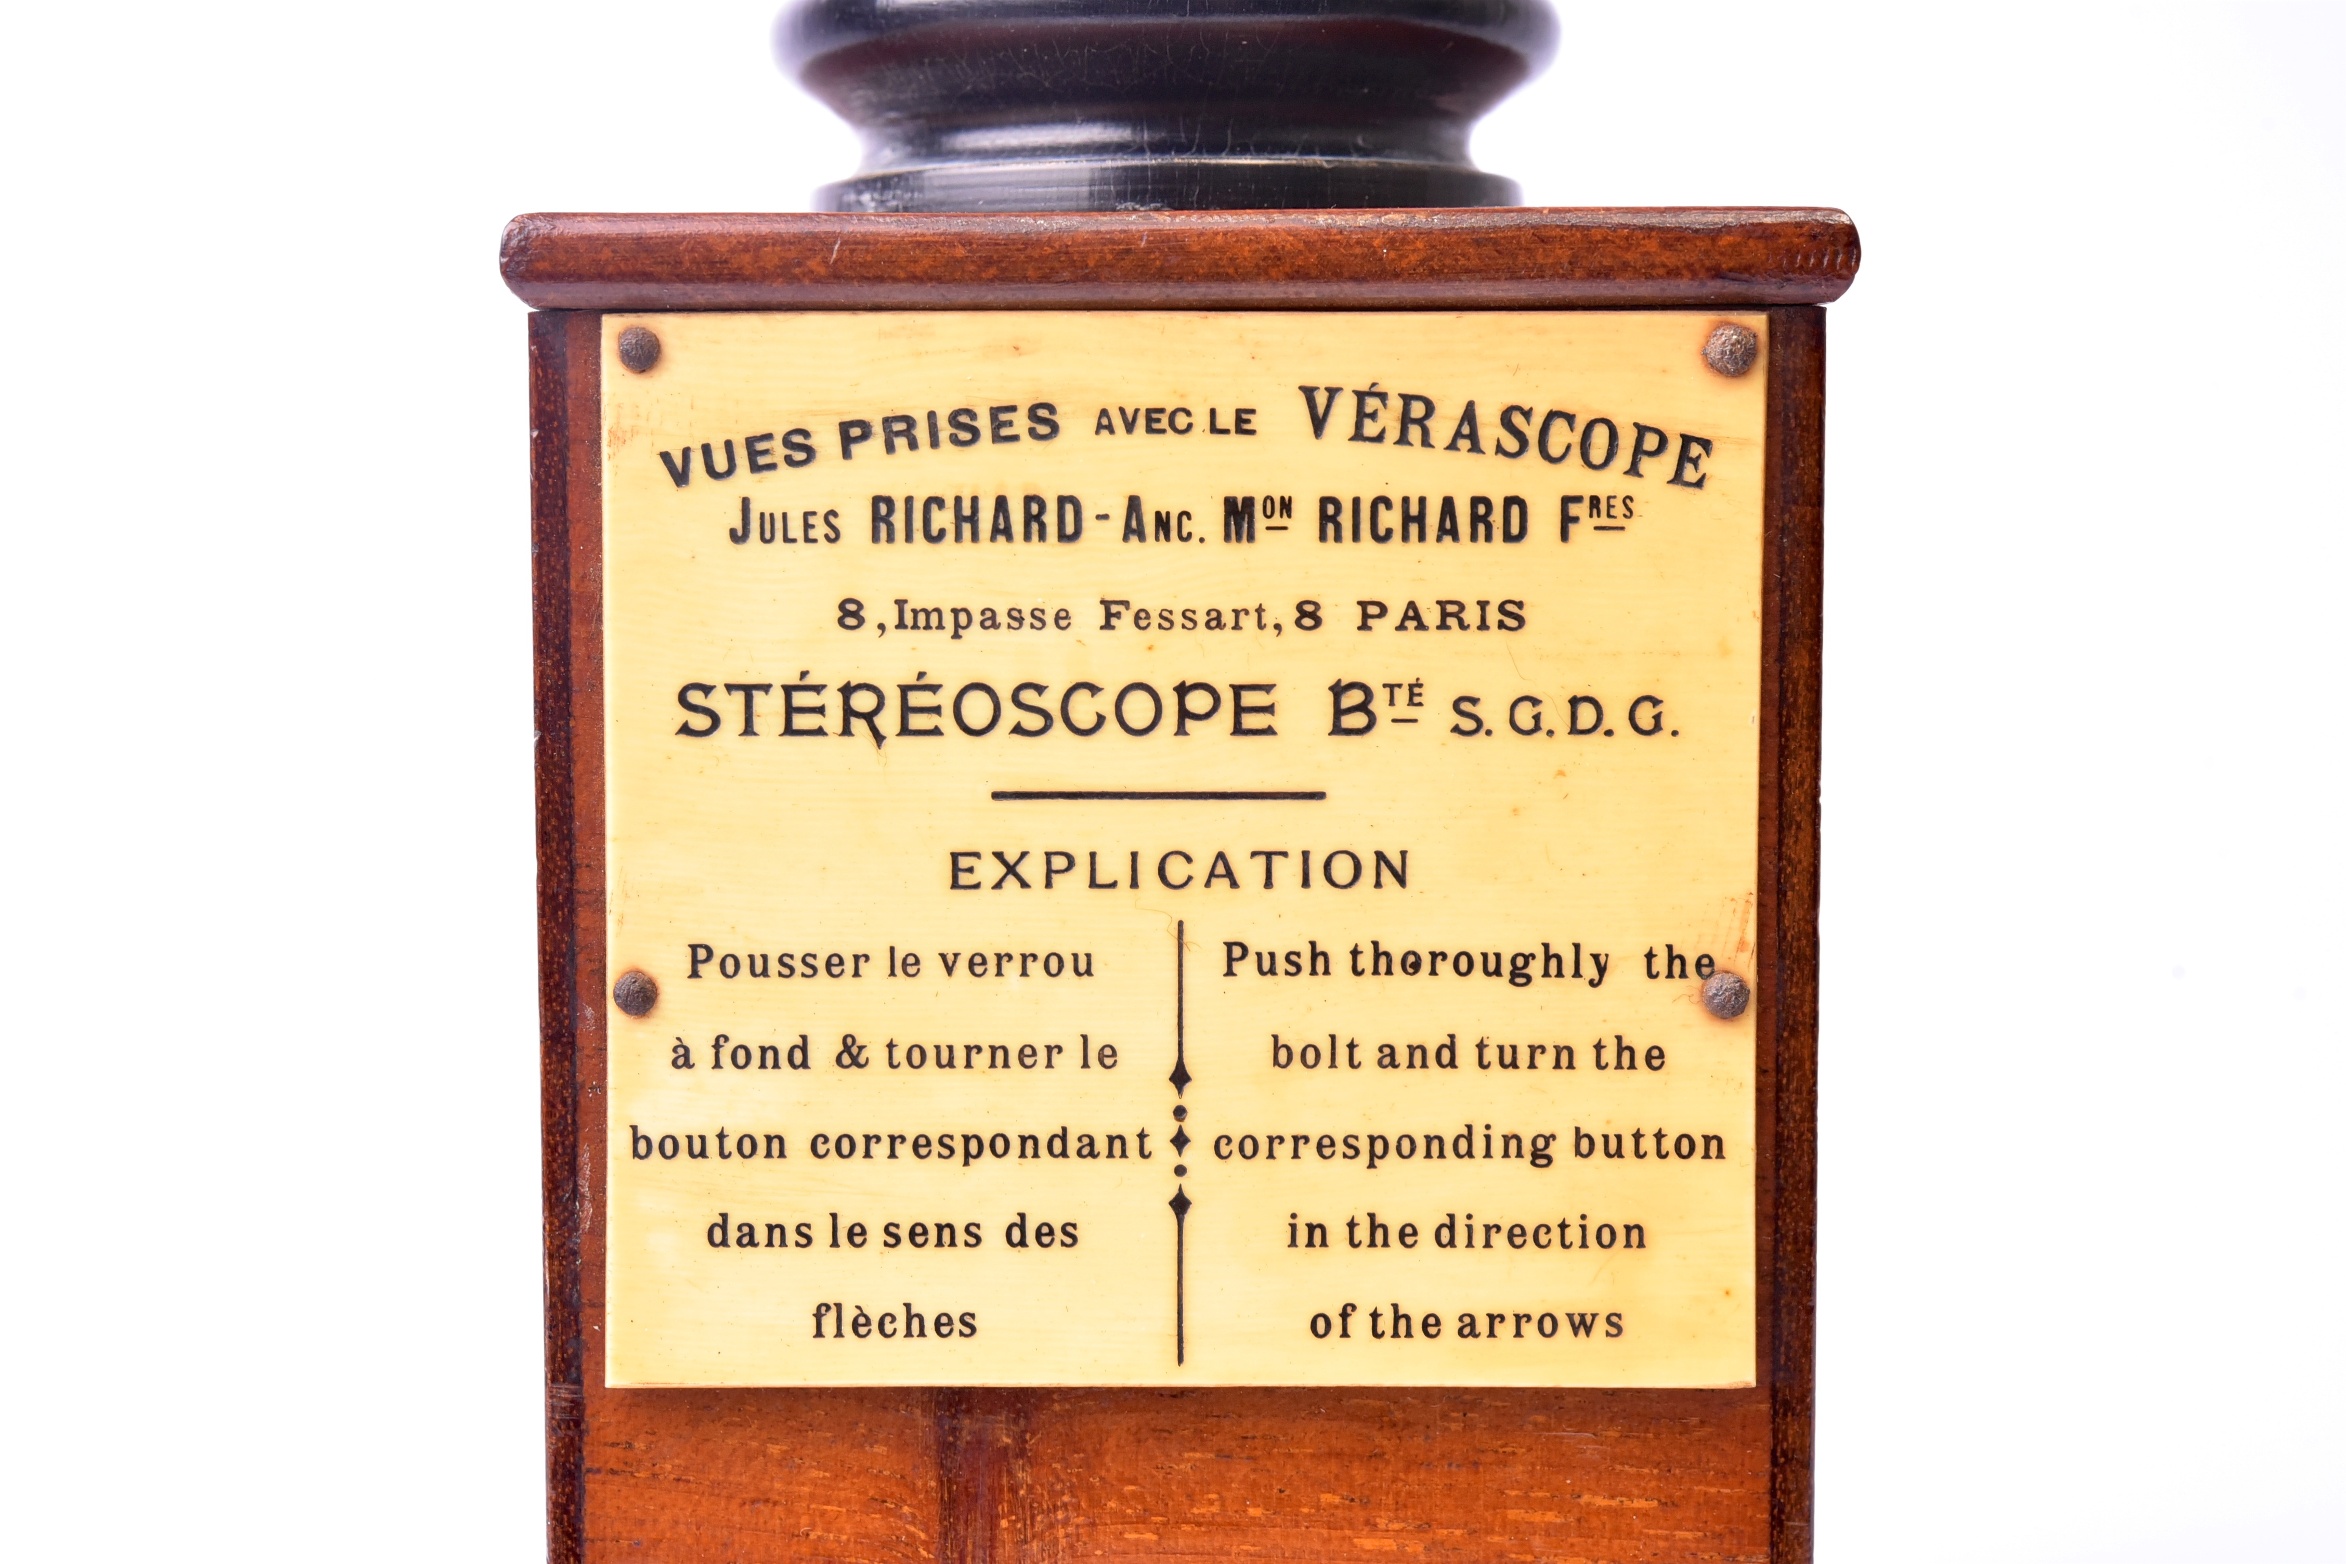 VUES PRISES AVEC LE VÉRASCOPE
JULES RICHARD - ANC. MON RICHARD FRES
8, Impasse Fessart, 8 PARIS
STÉRÉOSCOPE BTÉ S.G.D.G.
EXPLICATION
Pousser le verrou
à fond & tourner le
bouton correspondant
dans le sens des
flèches
Push thoroughly the
bolt and turn the
corresponding button
in the direction
of the arrows